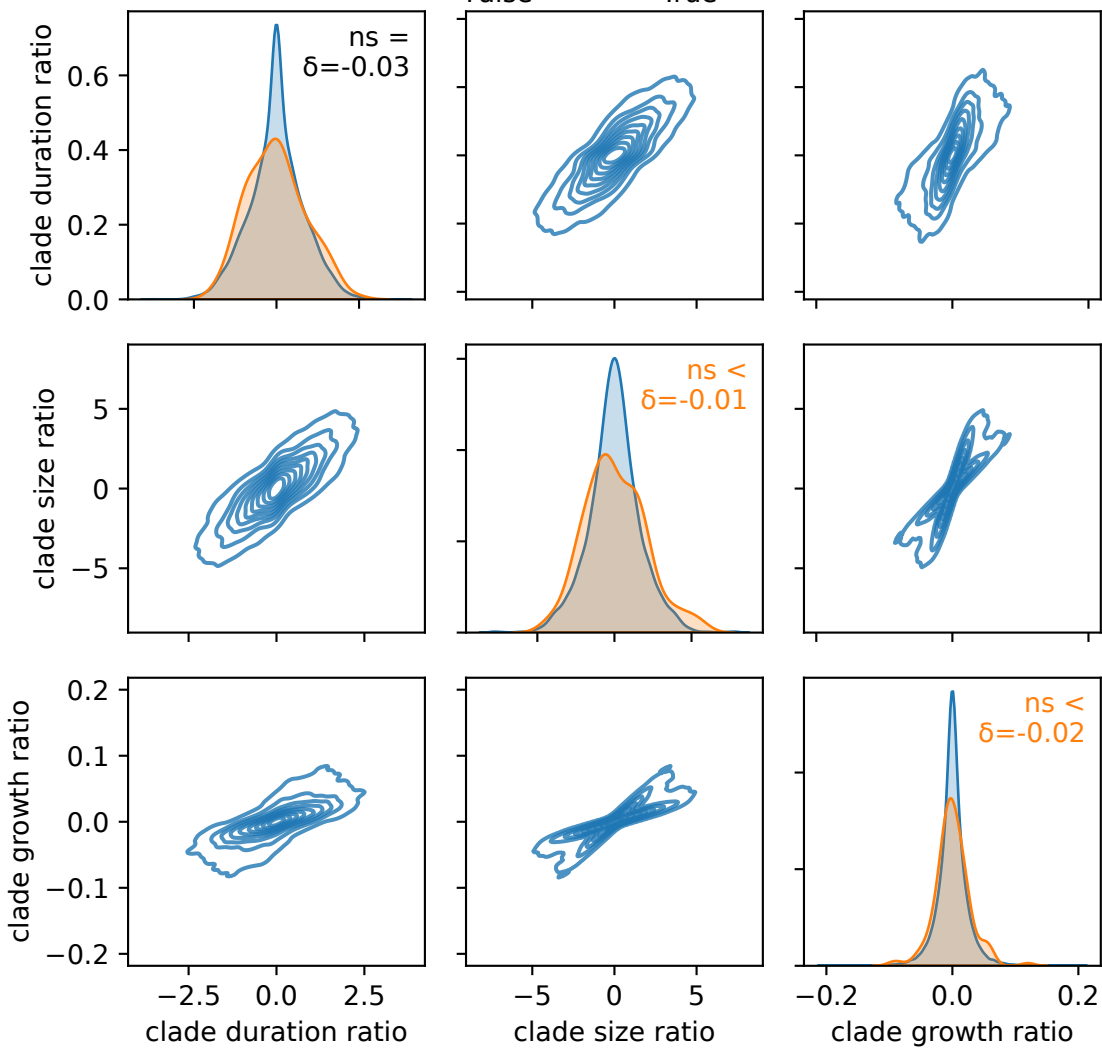 clade duration ratio
0.6
0.4
0.2
0.0
ns =
δ=-0.03
clade size ratio
5
0
−5
ns <
δ=-0.01
clade growth ratio
0.2
0.1
0.0
−0.1
−0.2
ns <
δ=-0.02
−2.5 0.0 2.5
−5 0 5
−0.2 0.0 0.2
clade duration ratio
clade size ratio
clade growth ratio